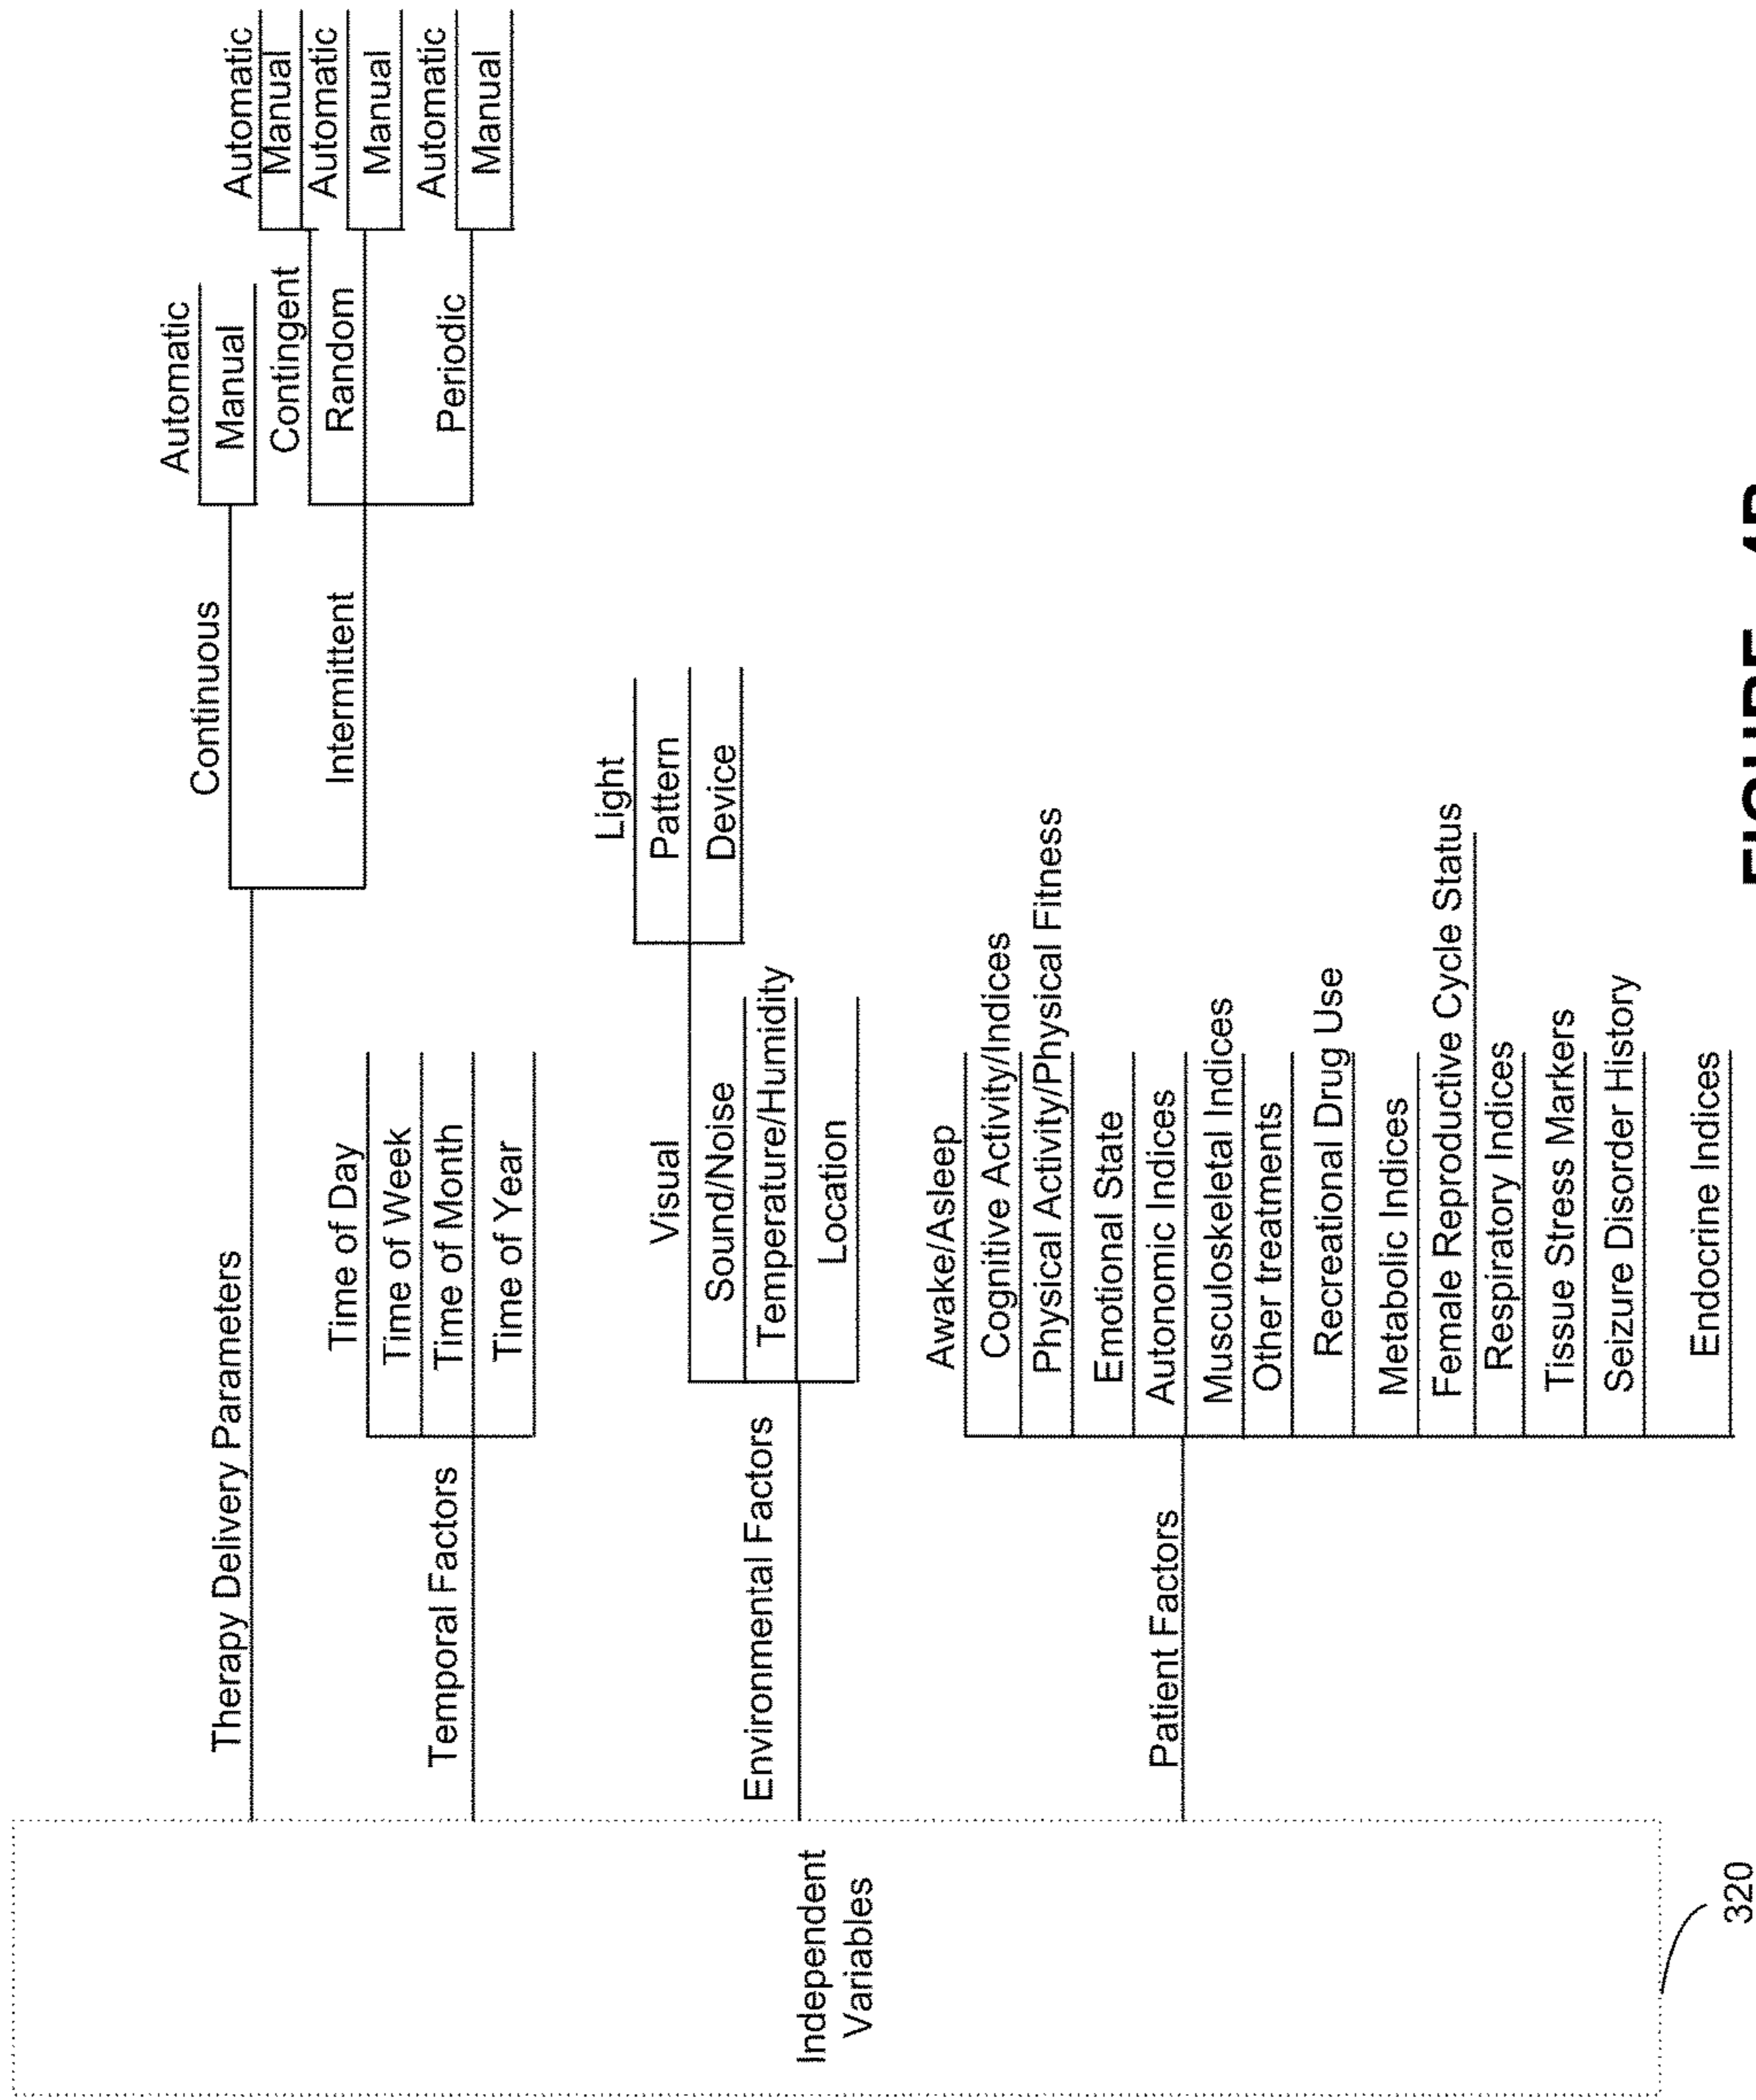 Independent
Variables
320
Therapy Delivery Parameters
Continuous
Automatic
Manual
Intermittent
Contingent
Automatic
Manual
Random
Automatic
Manual
Periodic
Automatic
Manual
Temporal Factors
Time of Day
Time of Week
Time of Month
Time of Year
Environmental Factors
Visual
Light
Pattern
Device
Sound/Noise
Temperature/Humidity
Location
Patient Factors
Awake/Asleep
Cognitive Activity/Indices
Physical Activity/Physical Fitness
Emotional State
Autonomic Indices
Musculoskeletal Indices
Other treatments
Recreational Drug Use
Metabolic Indices
Female Reproductive Cycle Status
Respiratory Indices
Tissue Stress Markers
Seizure Disorder History
Endocrine Indices
FIGURE